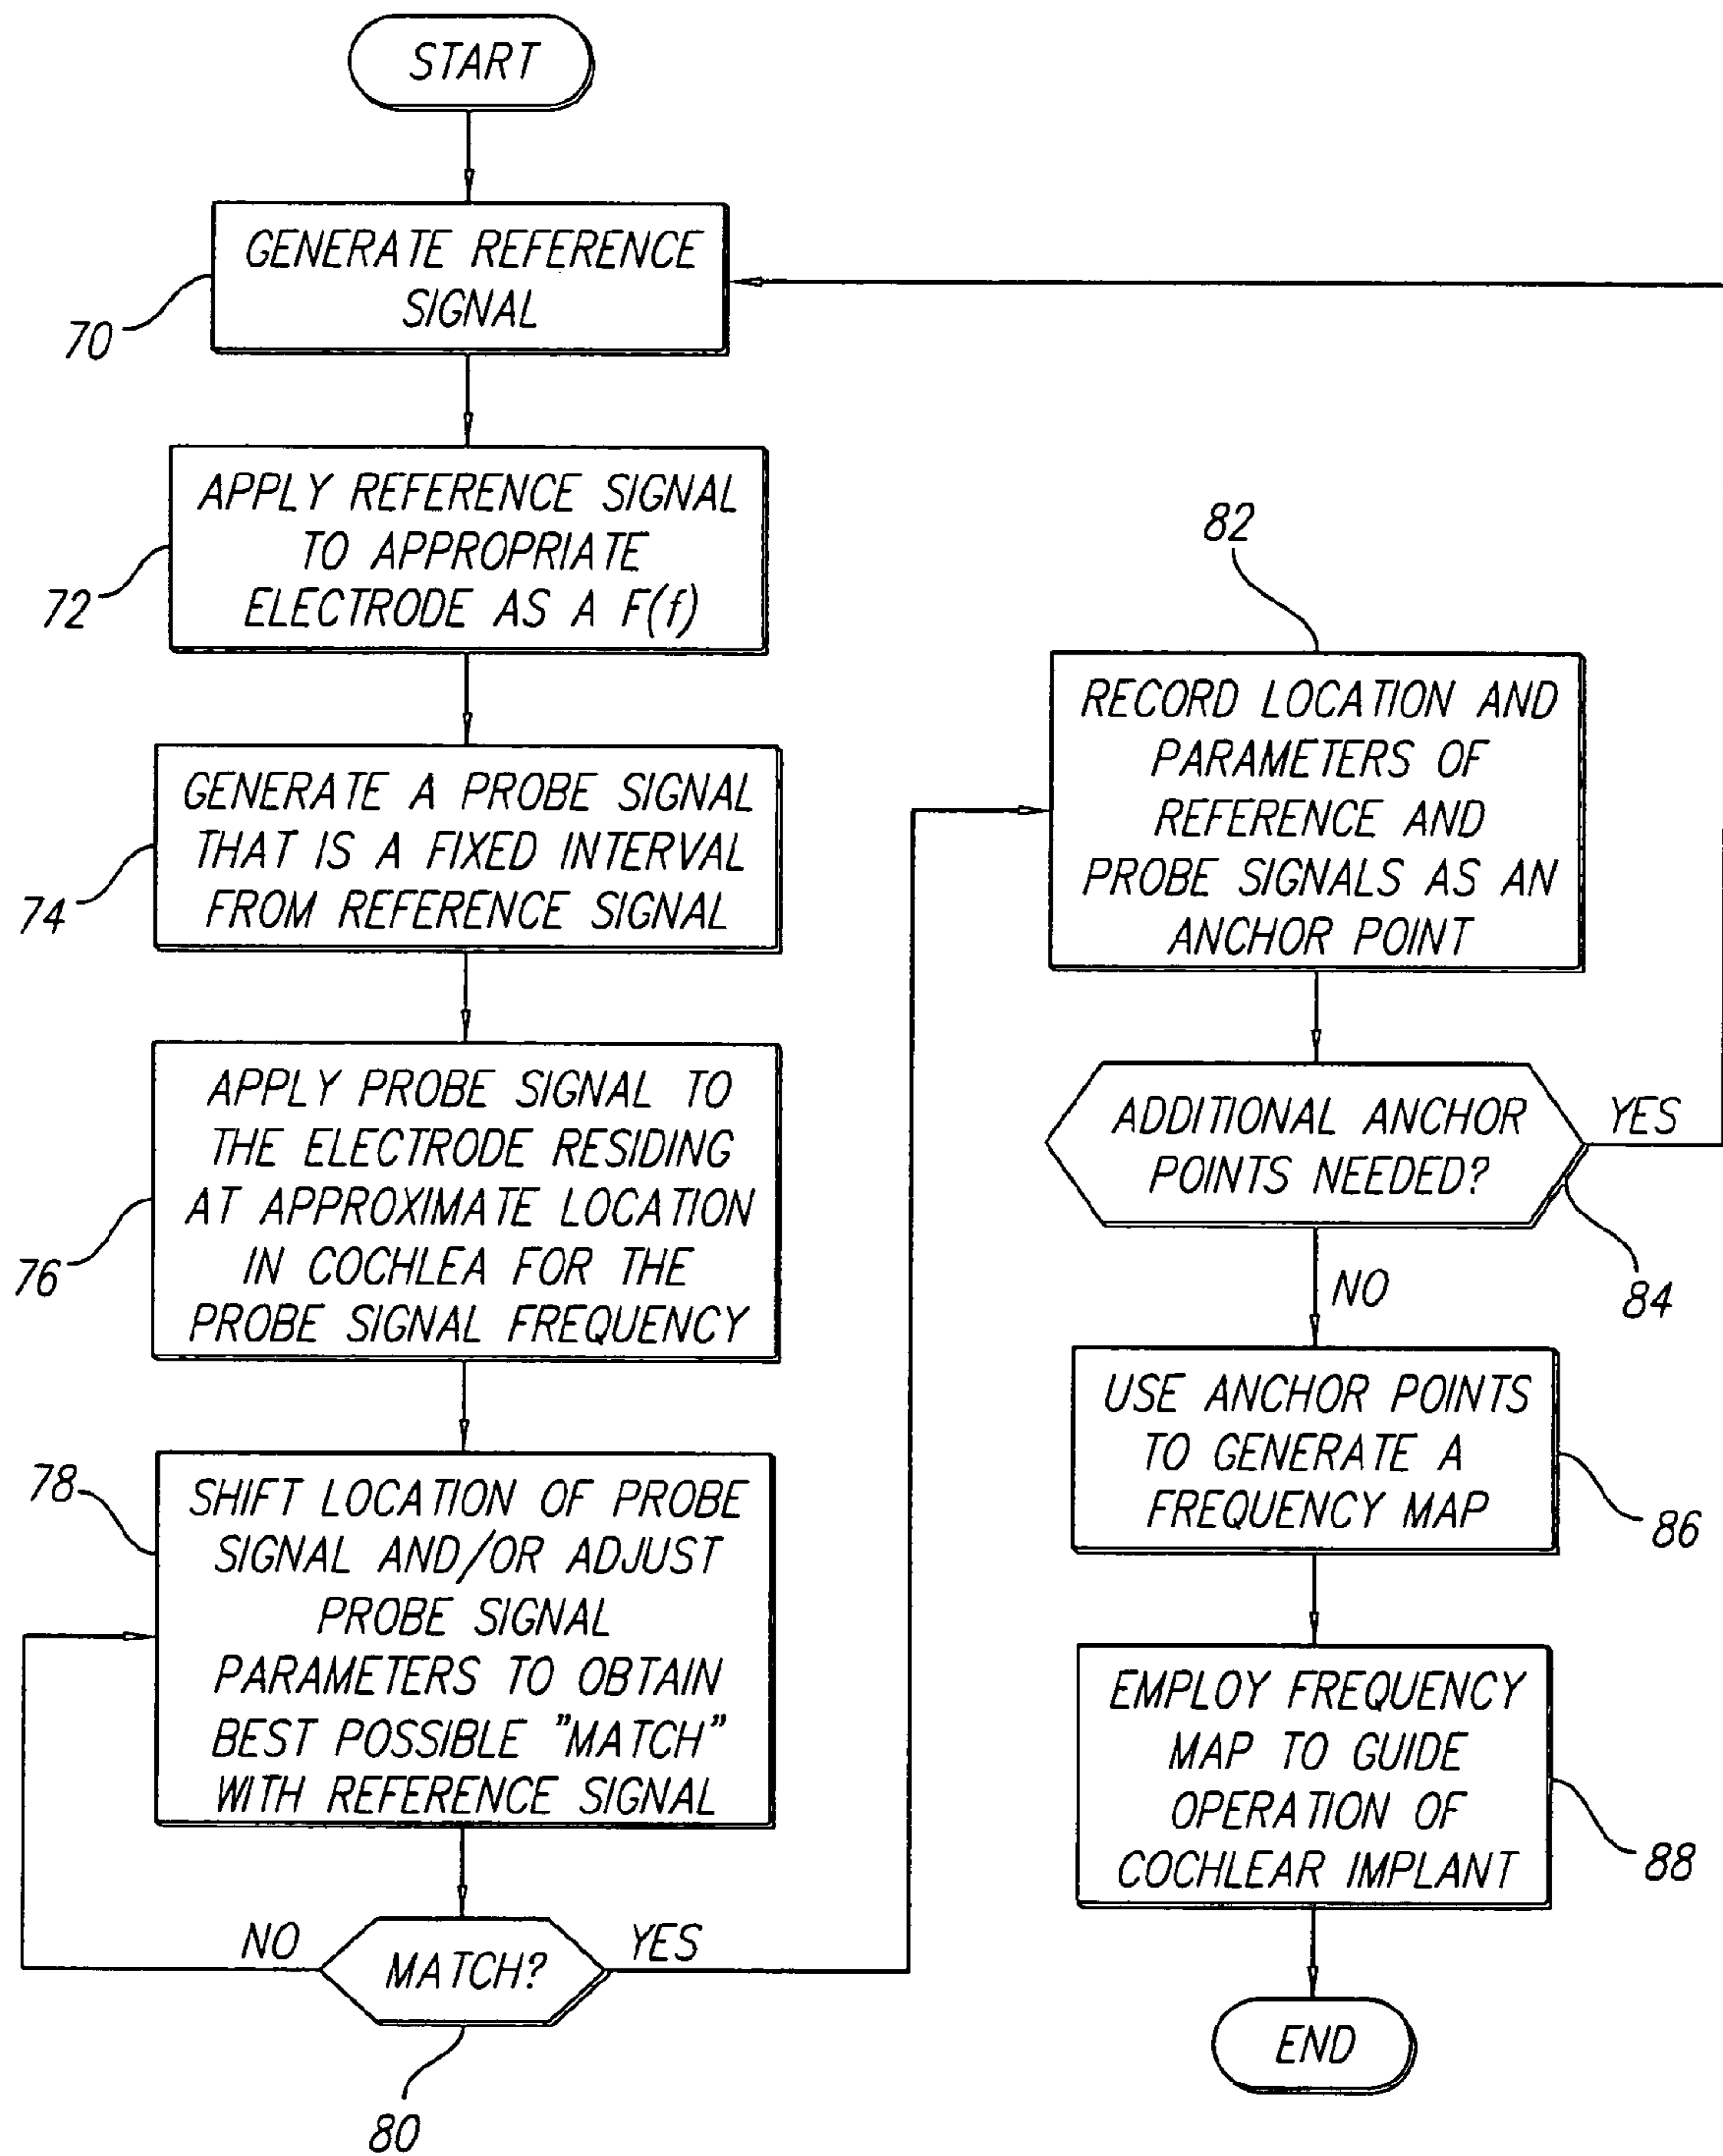 START
GENERATE REFERENCE
SIGNAL
70
APPLY REFERENCE SIGNAL
TO APPROPRIATE
ELECTRODE AS A F(f)
72
GENERATE A PROBE SIGNAL
THAT IS A FIXED INTERVAL
FROM REFERENCE SIGNAL
74
APPLY PROBE SIGNAL TO
THE ELECTRODE RESIDING
AT APPROXIMATE LOCATION
IN COCHLEA FOR THE
PROBE SIGNAL FREQUENCY
76
78
SHIFT LOCATION OF PROBE
SIGNAL AND/OR ADJUST
PROBE SIGNAL
PARAMETERS TO OBTAIN
BEST POSSIBLE "MATCH"
WITH REFERENCE SIGNAL
NO
MATCH?
YES
80
82
RECORD LOCATION AND
PARAMETERS OF
REFERENCE AND
PROBE SIGNALS AS AN
ANCHOR POINT
ADDITIONAL ANCHOR
POINTS NEEDED?
YES
84
NO
USE ANCHOR POINTS
TO GENERATE A
FREQUENCY MAP
86
EMPLOY FREQUENCY
MAP TO GUIDE
OPERATION OF
COCHLEAR IMPLANT
88
END